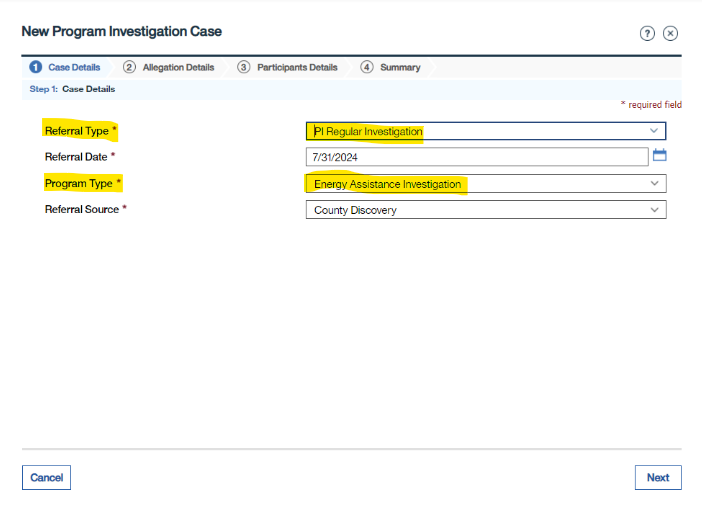 New Program Investigation Case
?
1 Case Details 2 Allegation Details 3 Participants Details 4 Summary
Step 1: Case Details
* required field
Referral Type * PI Regular Investigation
Referral Date * 7/31/2024
Program Type * Energy Assistance Investigation
Referral Source * County Discovery
Cancel Next